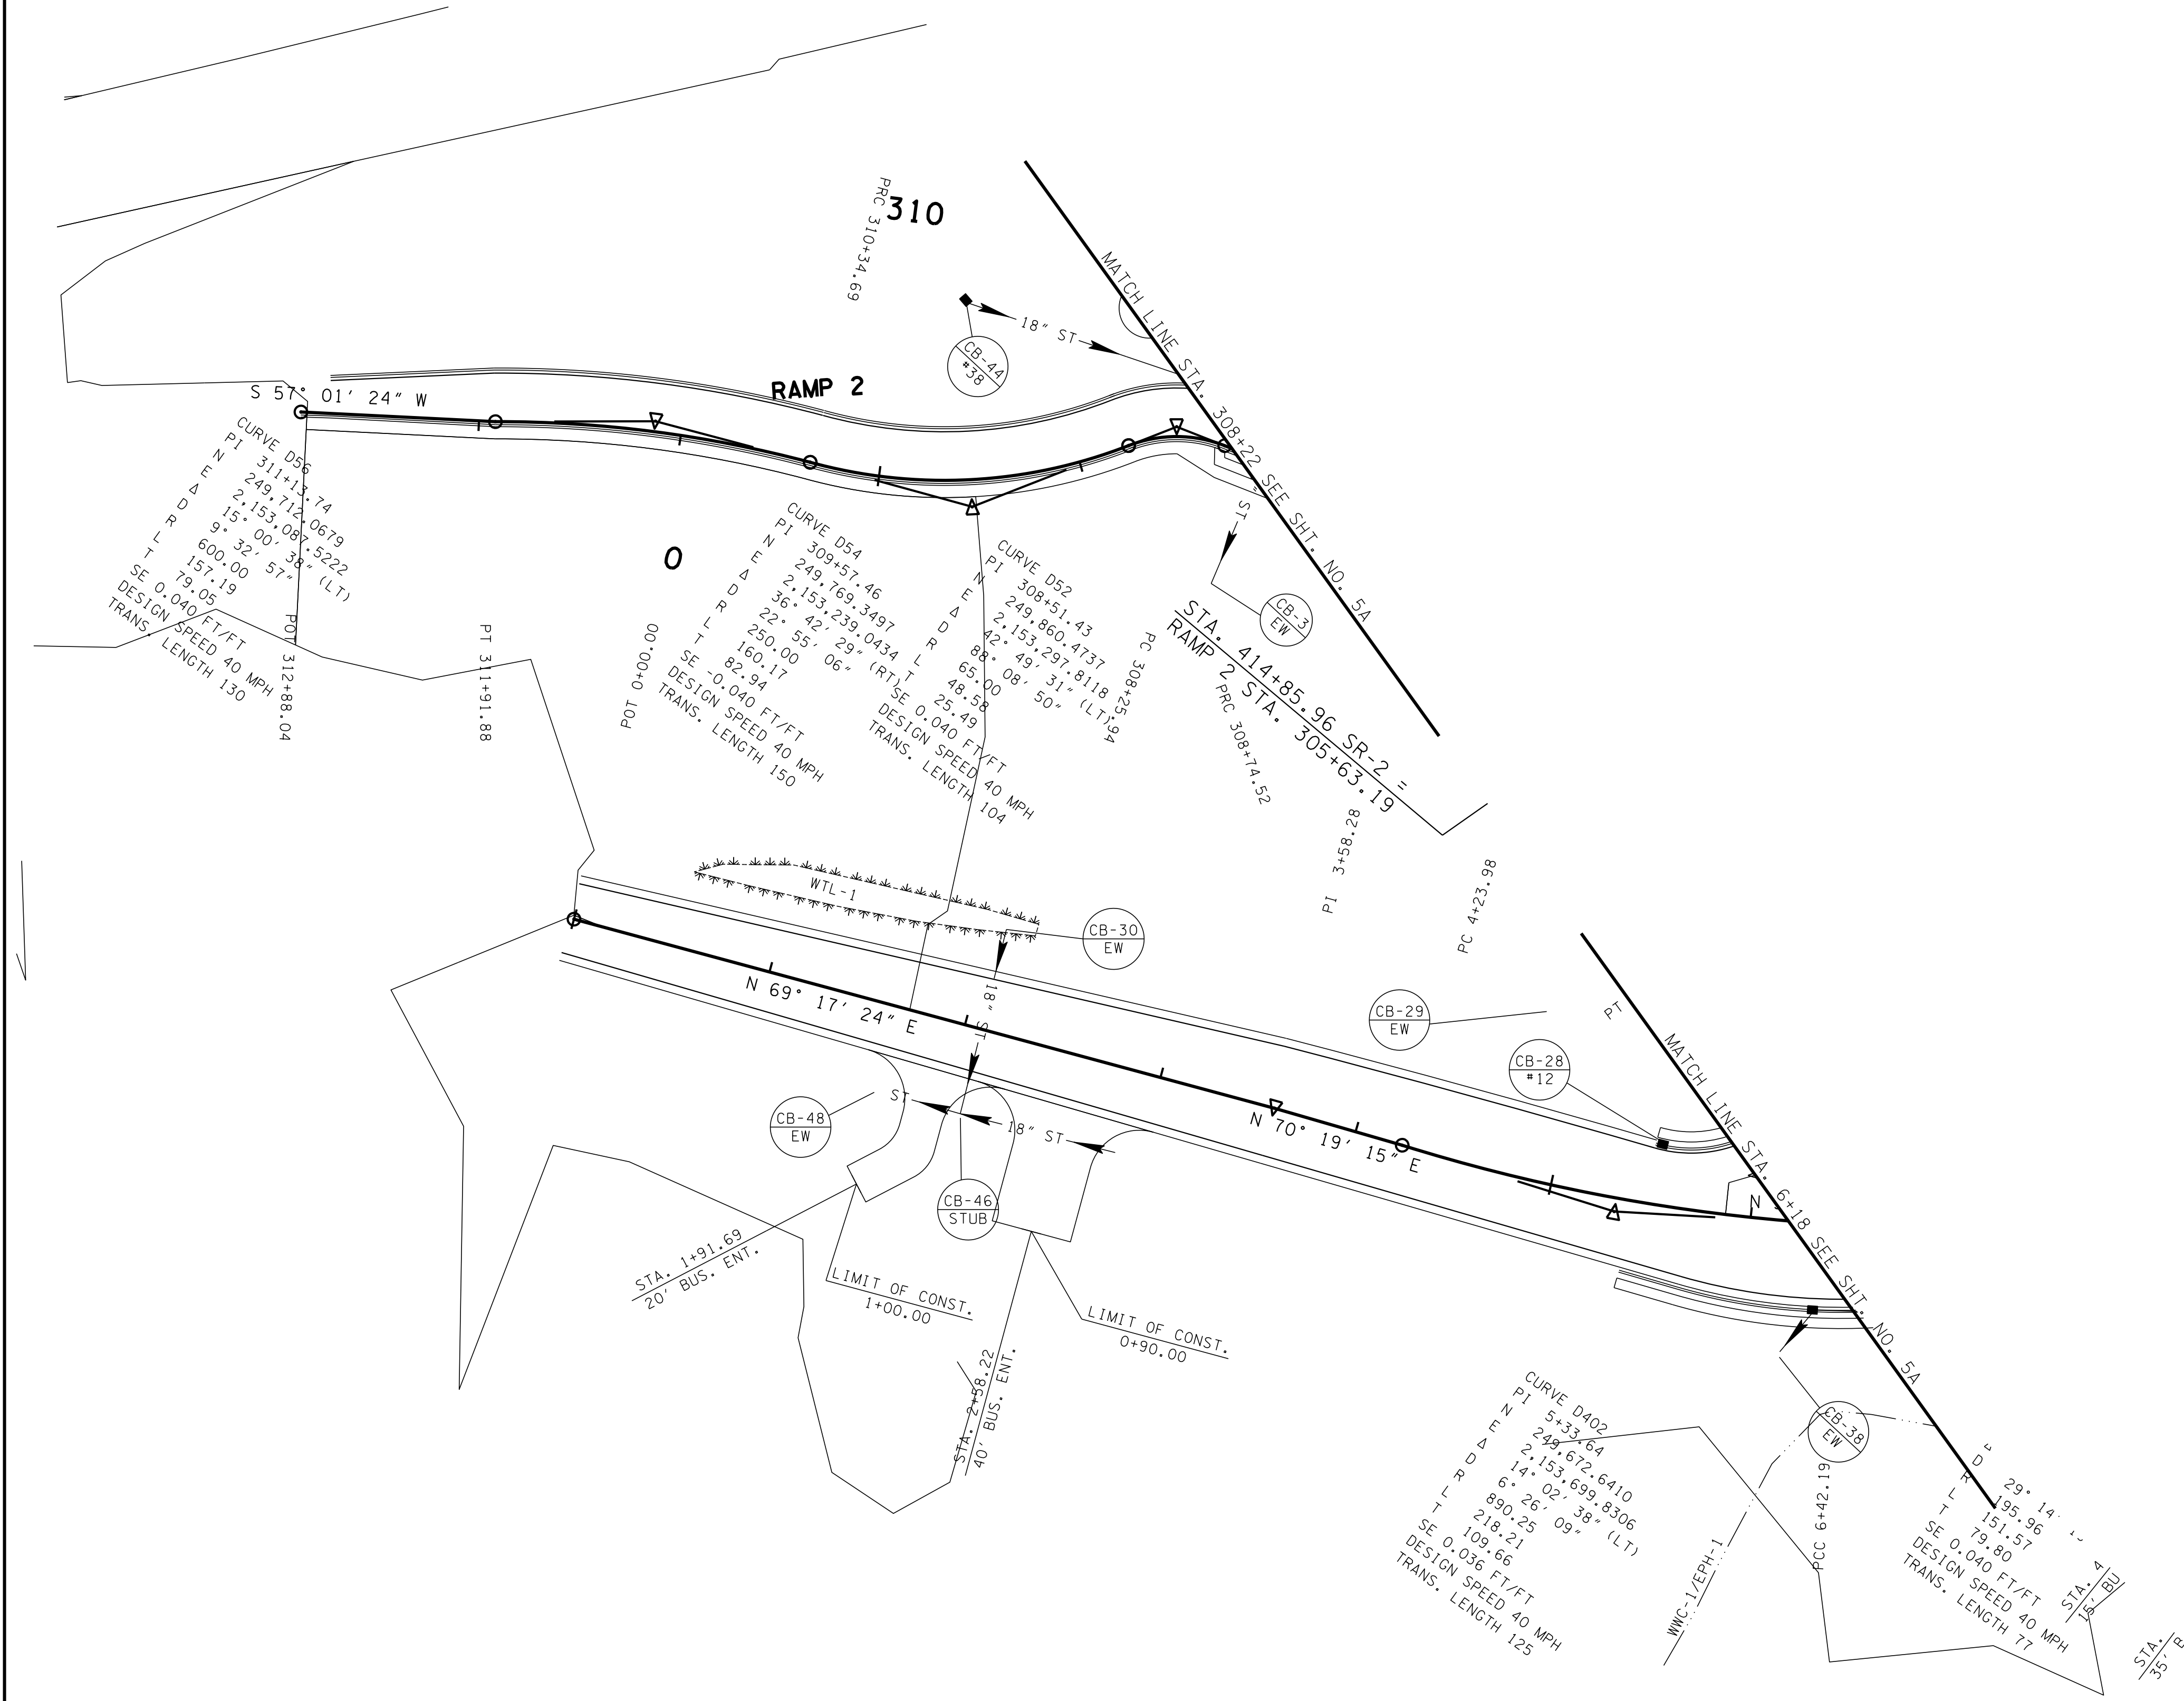 310
PRC 310+34.69
MATCH LINE STA. 308+22 SEE SHT. NO. 5A
18" ST
CB-44
#38
RAMP 2
S 57° 01' 24" W
CURVE D56
PI 311+13.74
N 249,712.0679
E 2,153,087.5222
Δ 15° 00' 38" (LT)
D 9° 32' 57"
R 600.00
L 157.19
T 79.05
SE 0.040 FT/FT
DESIGN SPEED 40 MPH
TRANS. LENGTH 130
POT 312+88.04
PT 311+91.88
0
POT 0+00.00
CURVE D54
PI 309+57.46
N 249,769.3497
E 2,153,239.0434
Δ 36° 42' 29" (RT)
D 22° 55' 06"
R 250.00
L 160.17
T 82.94
SE -0.040 FT/FT
DESIGN SPEED 40 MPH
TRANS. LENGTH 150
CURVE D52
PI 308+51.43
N 249,860.4737
E 2,153,297.8118
Δ 42° 49' 31" (LT)
D 88° 08' 50"
R 65.00
L 48.58
T 25.49
SE 0.040 FT/FT
DESIGN SPEED 40 MPH
TRANS. LENGTH 104
PC 308+25.94
PRC 308+74.52
ST
CB-3
EW
STA. 414+85.96 SR-2 =
RAMP 2 STA. 305+63.19
PI 3+58.28
PC 4+23.98
WTL-1
CB-30
EW
18" ST
N 69° 17' 24" E
CB-29
EW
CB-28
#12
PT
MATCH LINE STA. 6+18 SEE SHT. NO. 5A
CB-48
EW
ST
18" ST
N 70° 19' 15" E
N
CB-46
STUB
STA. 1+91.69
20' BUS. ENT.
LIMIT OF CONST.
1+00.00
LIMIT OF CONST.
0+90.00
STA. 2+58.22
40' BUS. ENT.
CURVE D402
PI 5+33.64
N 249,672.6410
E 2,153,699.8306
Δ 14° 02' 38" (LT)
D 6° 26' 09"
R 890.25
L 218.21
T 109.66
SE 0.036 FT/FT
DESIGN SPEED 40 MPH
TRANS. LENGTH 125
CB-38
EW
WWC-1/EPH-1
PCC 6+42.19
D 29° 14'
R 195.96
L 151.57
T 79.80
SE 0.040 FT/FT
DESIGN SPEED 40 MPH
TRANS. LENGTH 77
STA. 4
15' BU
STA.
35'